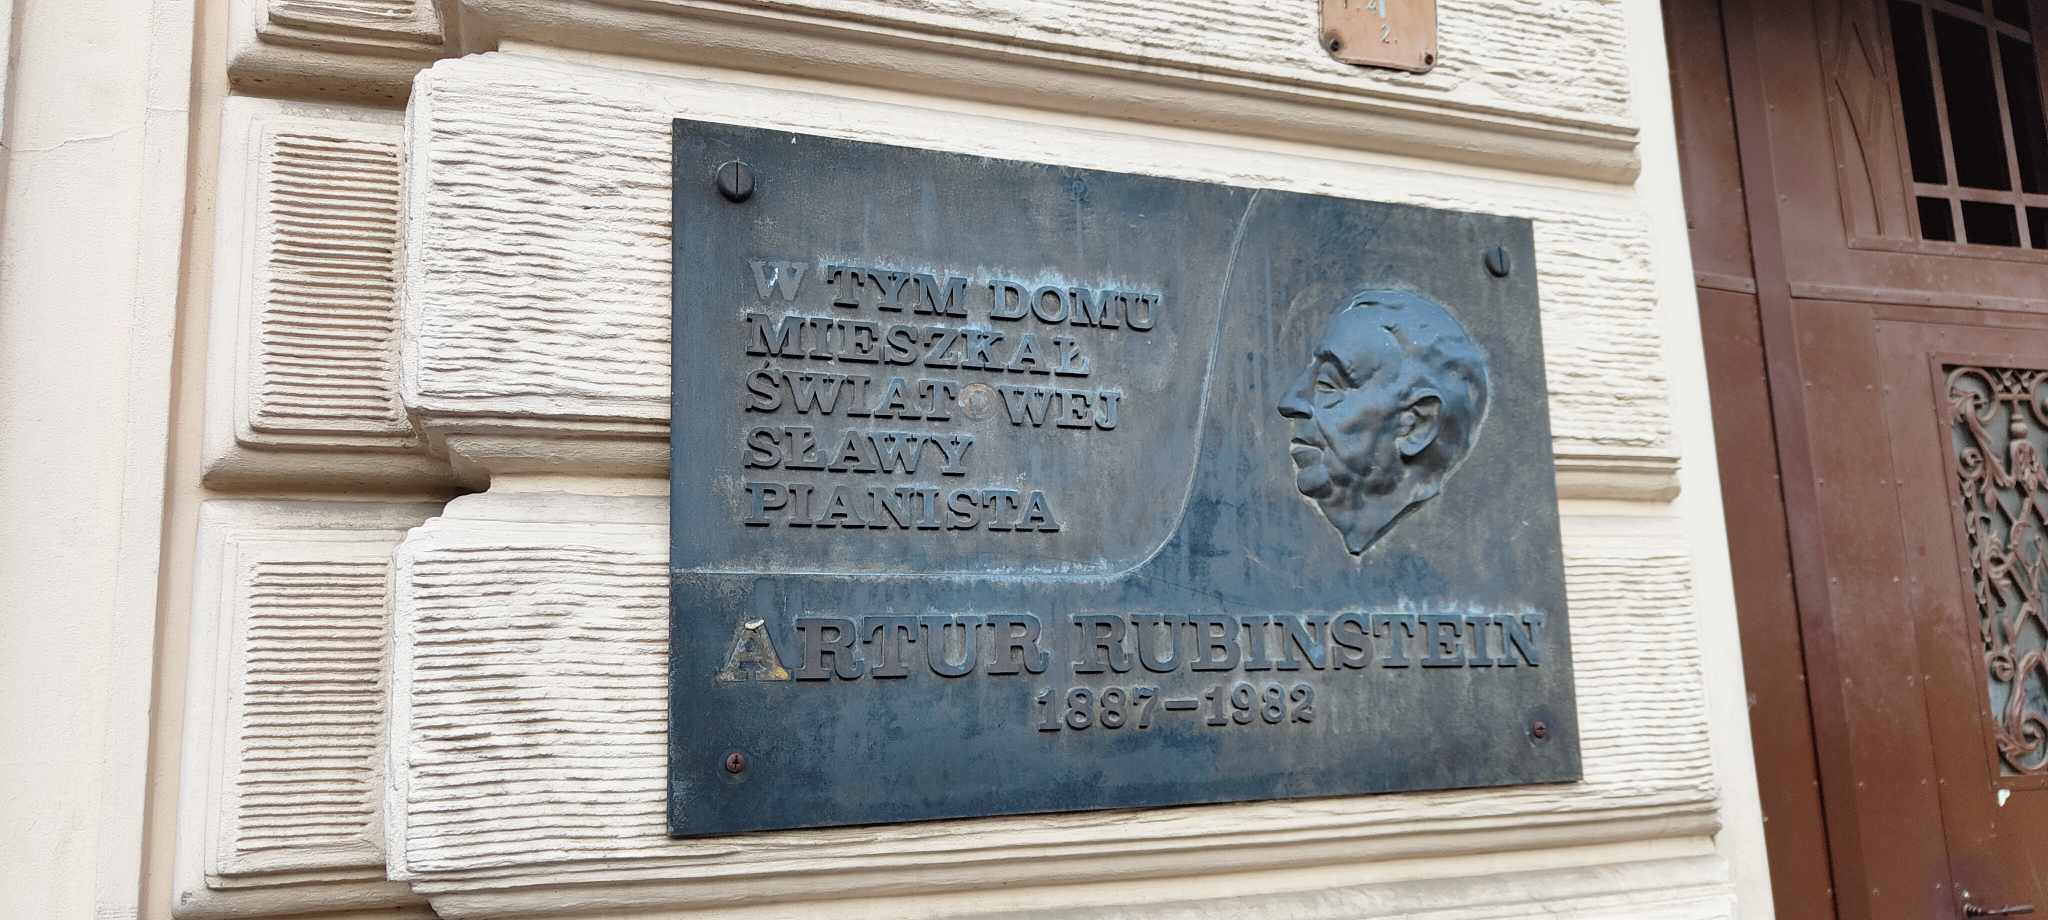 W TYM DOMU
MIESZKAŁ
ŚWIATOWEJ
SŁAWY
PIANISTA
ARTUR RUBINSTEIN
1887-1982